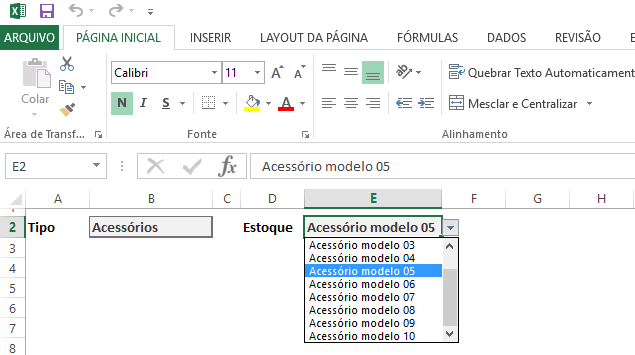 ARQUIVO PÁGINA INICIAL INSERIR LAYOUT DA PÁGINA FÓRMULAS DADOS REVISÃO E
Colar Calibri 11 Quebrar Texto Automaticament
N I S A Mesclar e Centralizar
Área de Transf... Fonte Alinhamento
E2 fx Acessório modelo 05
A B C D E F G H
2 Tipo Acessórios Estoque Acessório modelo 05
3 Acessório modelo 03
4 Acessório modelo 04
Acessório modelo 05
5 Acessório modelo 06
Acessório modelo 07
6 Acessório modelo 08
7 Acessório modelo 09
Acessório modelo 10
8